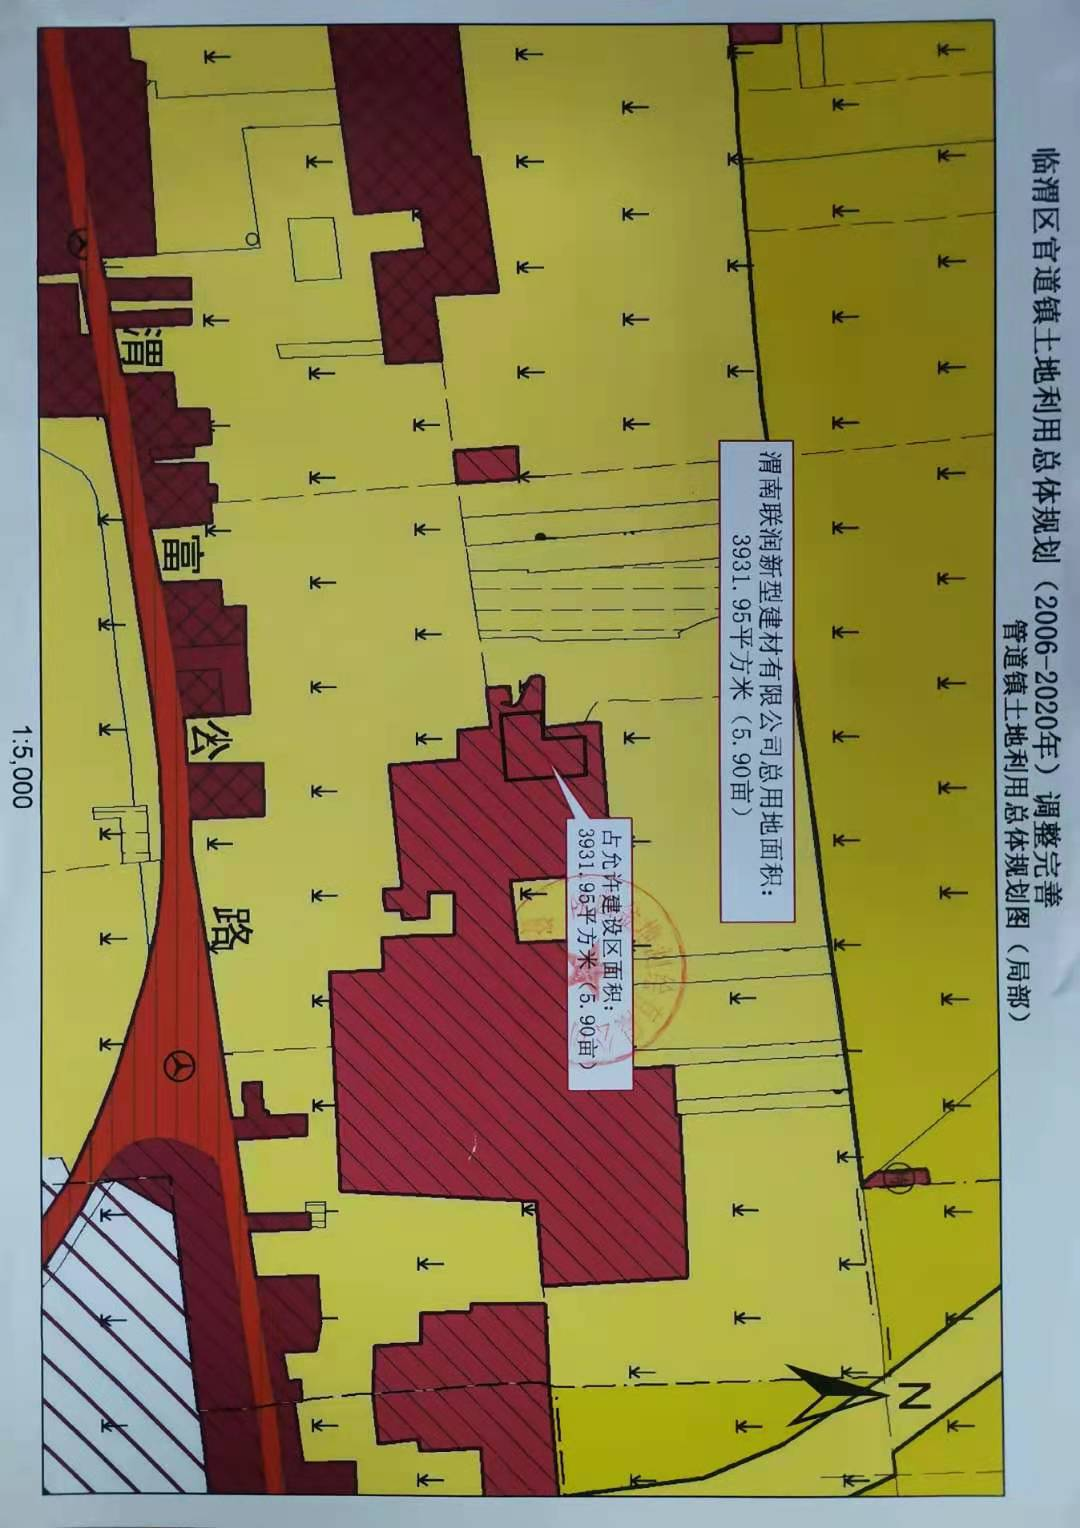 临渭区官道镇土地利用总体规划（2006-2020年）调整完善
管道镇土地利用总体规划图（局部）
N
渭南联润新型建材有限公司总用地面积：
3931.95平方米（5.90亩）
占允许建设区面积：
3931.95平方米（5.90亩）
渭富公路
1:5,000